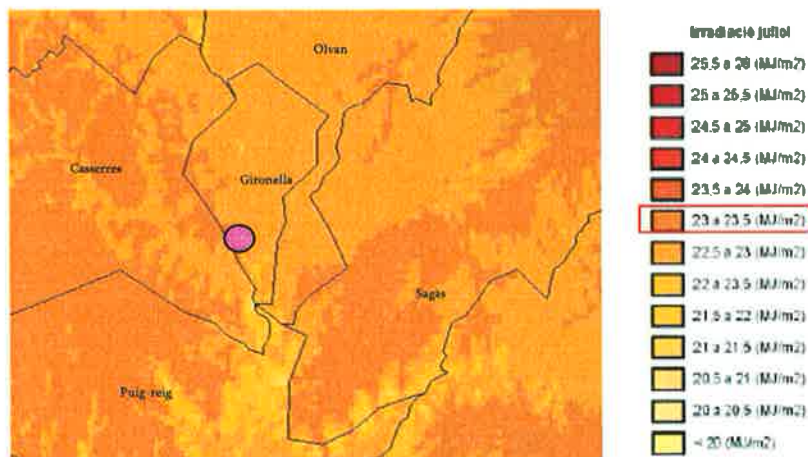 Olvan
Casserres
Gironella
Sagàs
Puig-reig
Irradiació juliol
25.5 a 26 (MJ/m2)
25 a 25.5 (MJ/m2)
24.5 a 25 (MJ/m2)
24 a 24.5 (MJ/m2)
23.5 a 24 (MJ/m2)
23 a 23.5 (MJ/m2)
22.5 a 23 (MJ/m2)
22 a 23.5 (MJ/m2)
21.5 a 22 (MJ/m2)
21 a 21.5 (MJ/m2)
20.5 a 21 (MJ/m2)
20 a 20.5 (MJ/m2)
< 20 (MJ/m2)